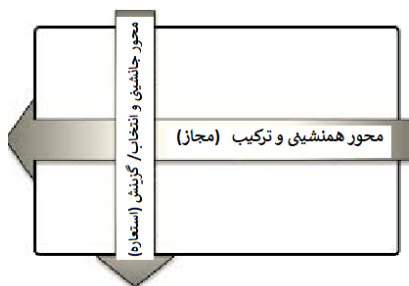 محور همنشینی و ترکیب (مجاز)
محور جانشینی و انتخاب/ گزینش (استعاره)